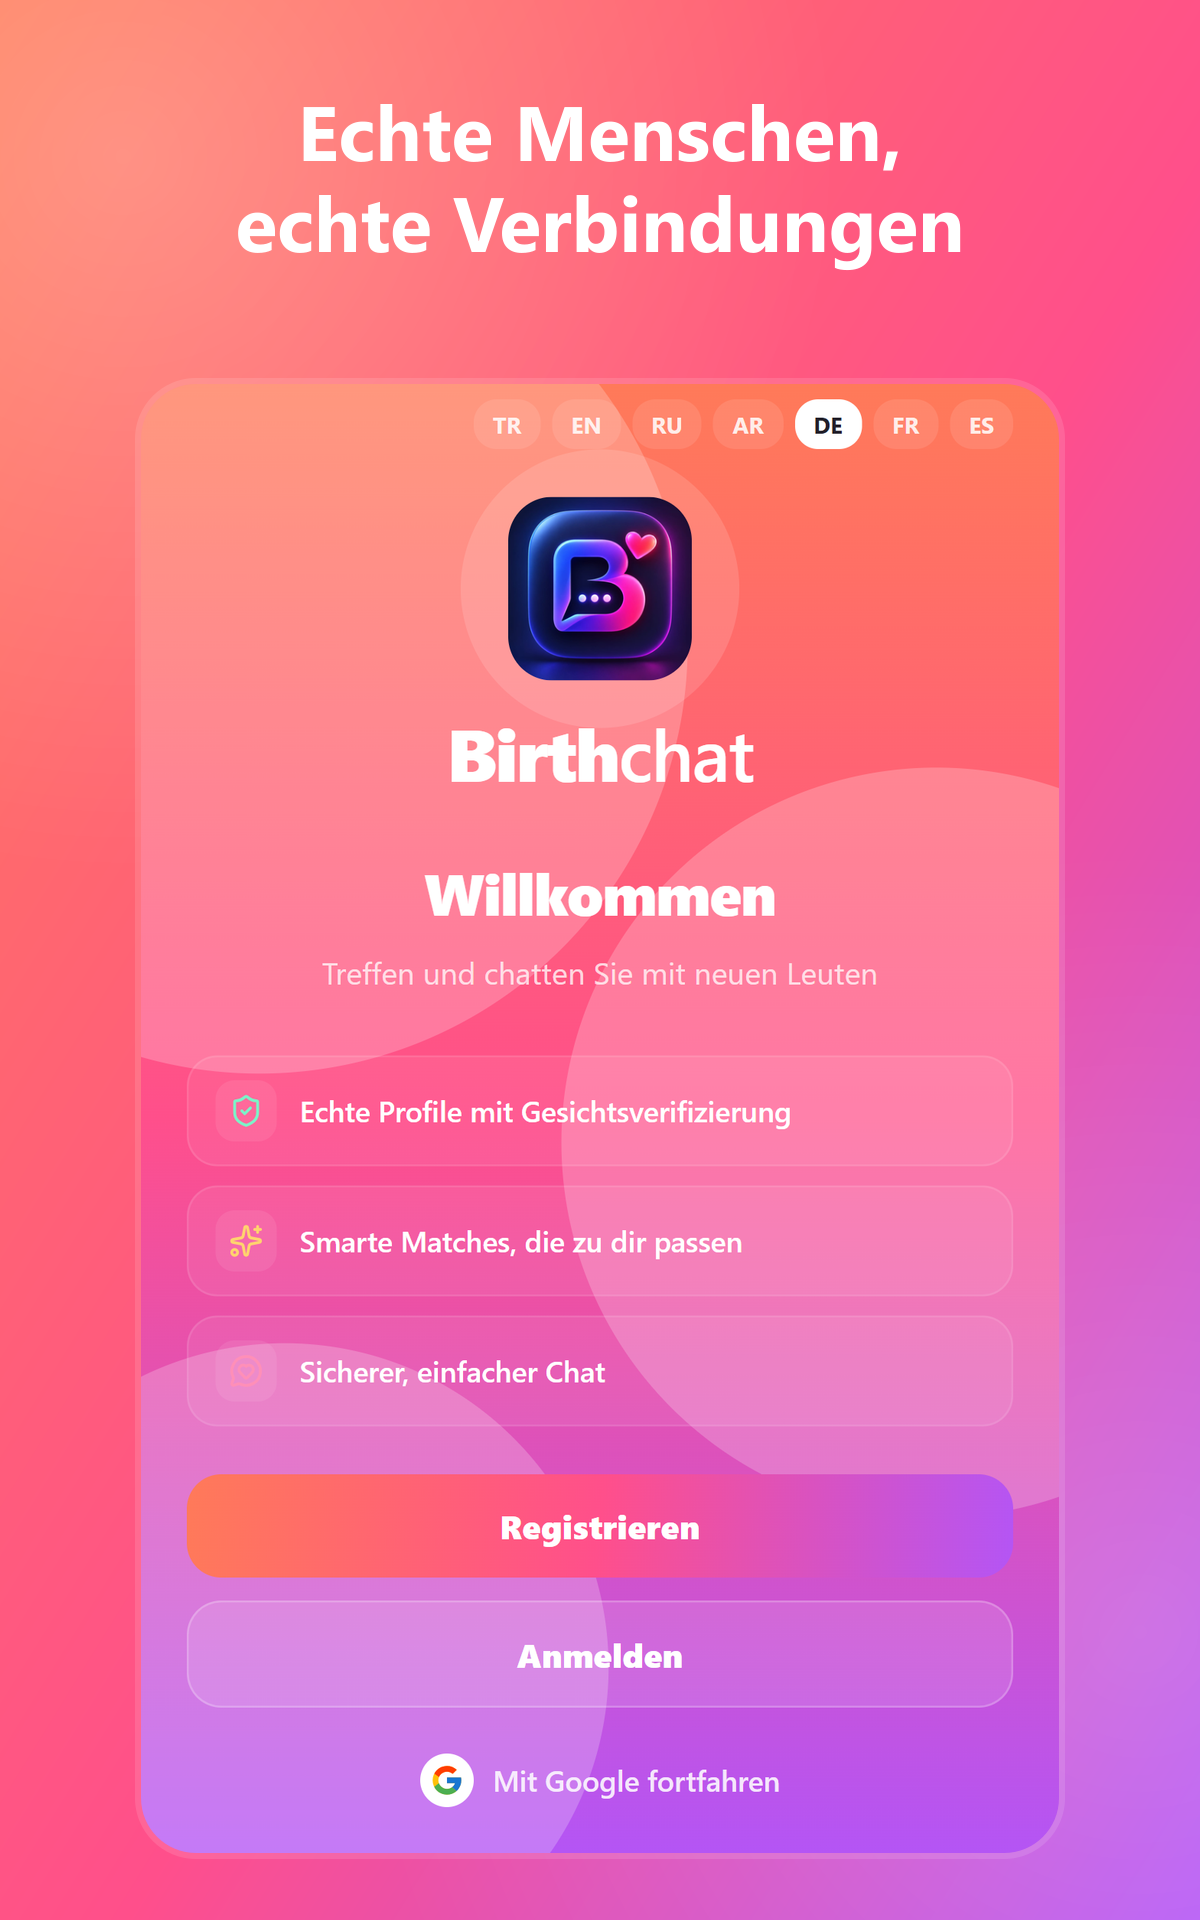 Echte Menschen,
echte Verbindungen
TR EN RU AR DE FR ES
Birthchat
Willkommen
Treffen und chatten Sie mit neuen Leuten
Echte Profile mit Gesichtsverifizierung
Smarte Matches, die zu dir passen
Sicherer, einfacher Chat
Registrieren
Anmelden
Mit Google fortfahren